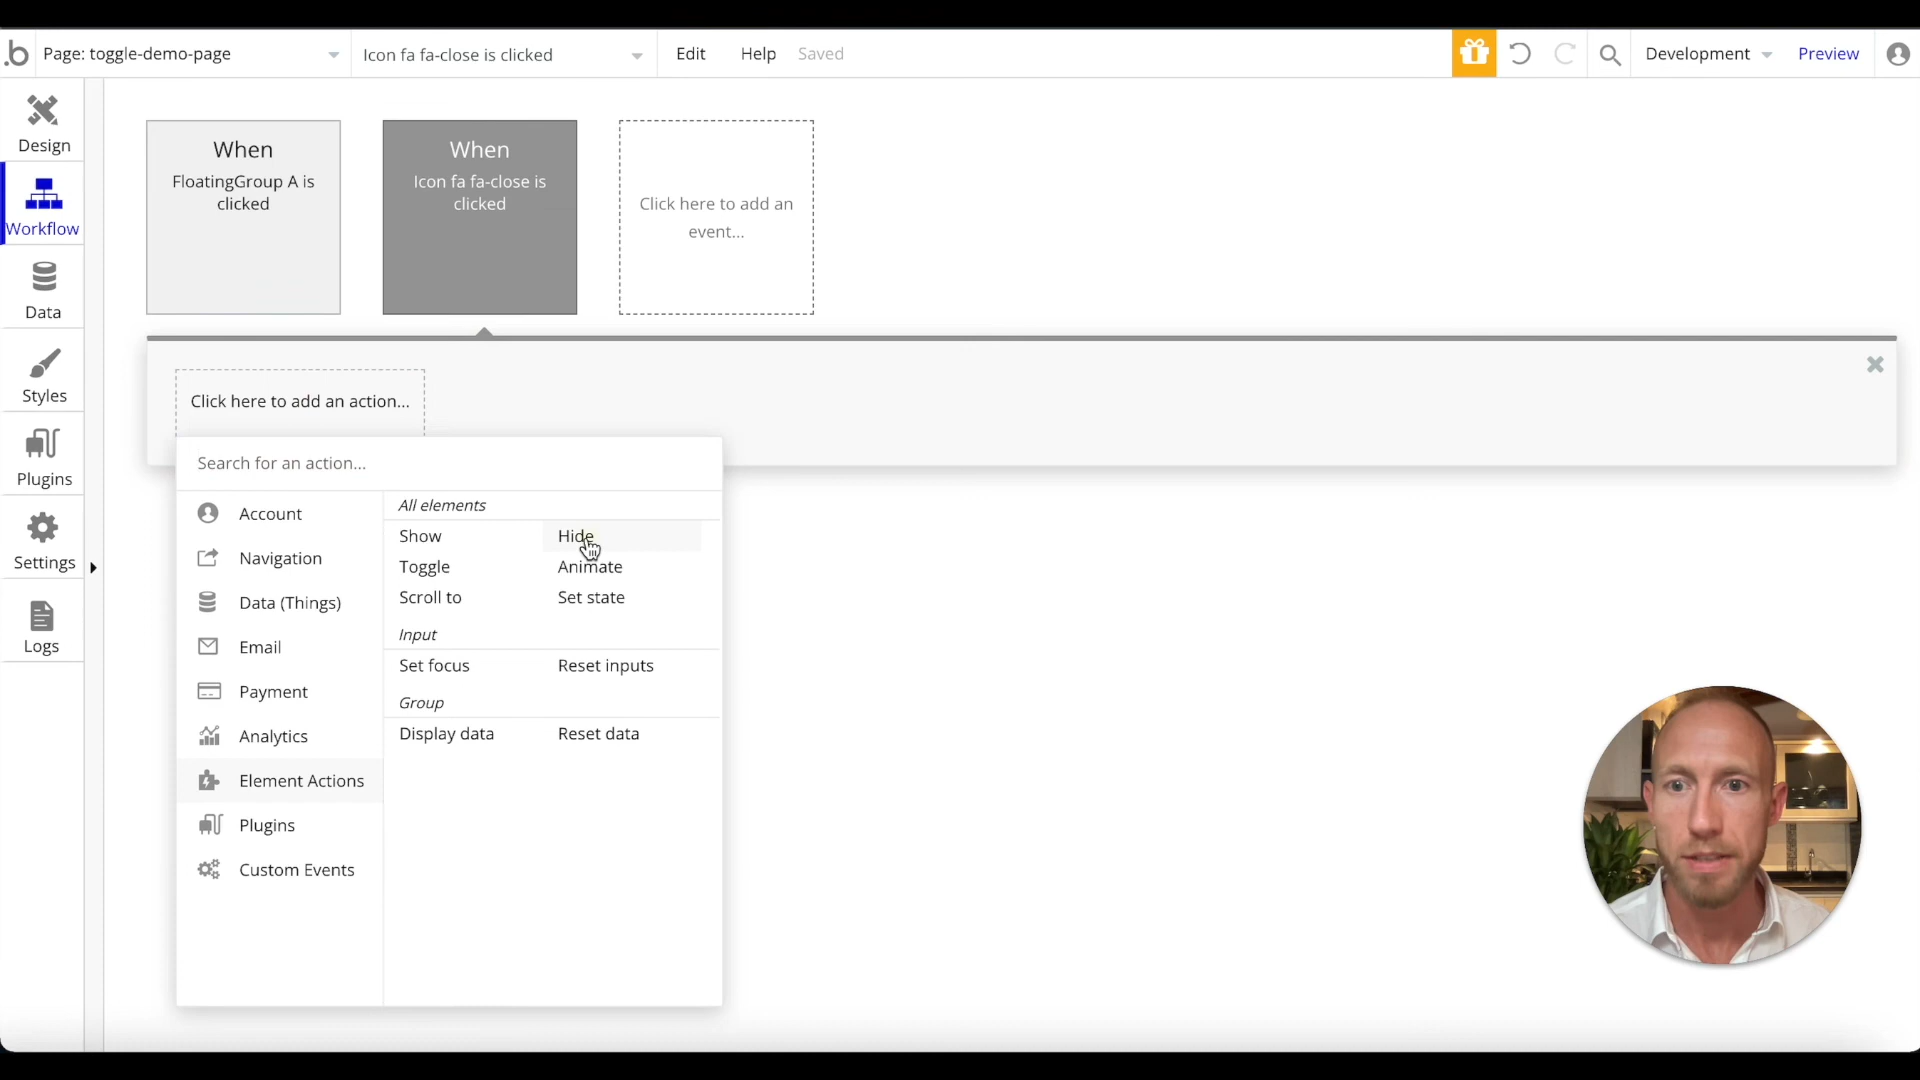 .b
Page: toggle-demo-page
Icon fa fa-close is clicked
Edit
Help
Saved
Development
Preview
Design
Workflow
Data
Styles
Plugins
Settings
Logs
When
FloatingGroup A is
clicked
When
Icon fa fa-close is
clicked
Click here to add an
event...
Click here to add an action...
Search for an action...
Account
Navigation
Data (Things)
Email
Payment
Analytics
Element Actions
Plugins
Custom Events
All elements
Show
Hide
Toggle
Animate
Scroll to
Set state
Input
Set focus
Reset inputs
Group
Display data
Reset data